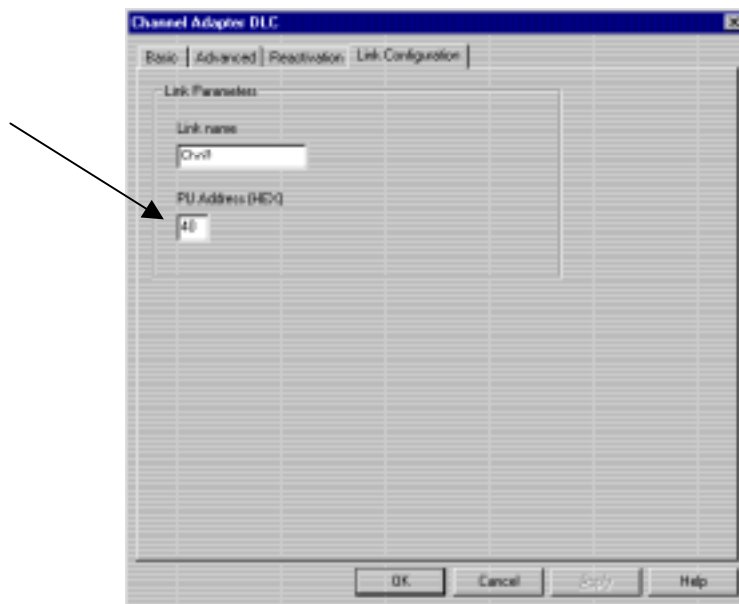 Channel Adapter DLC
Basic Advanced Reactivation Link Configuration
Link Parameters
Link name
PU Address (HEX)
40
OK Cancel Apply Help